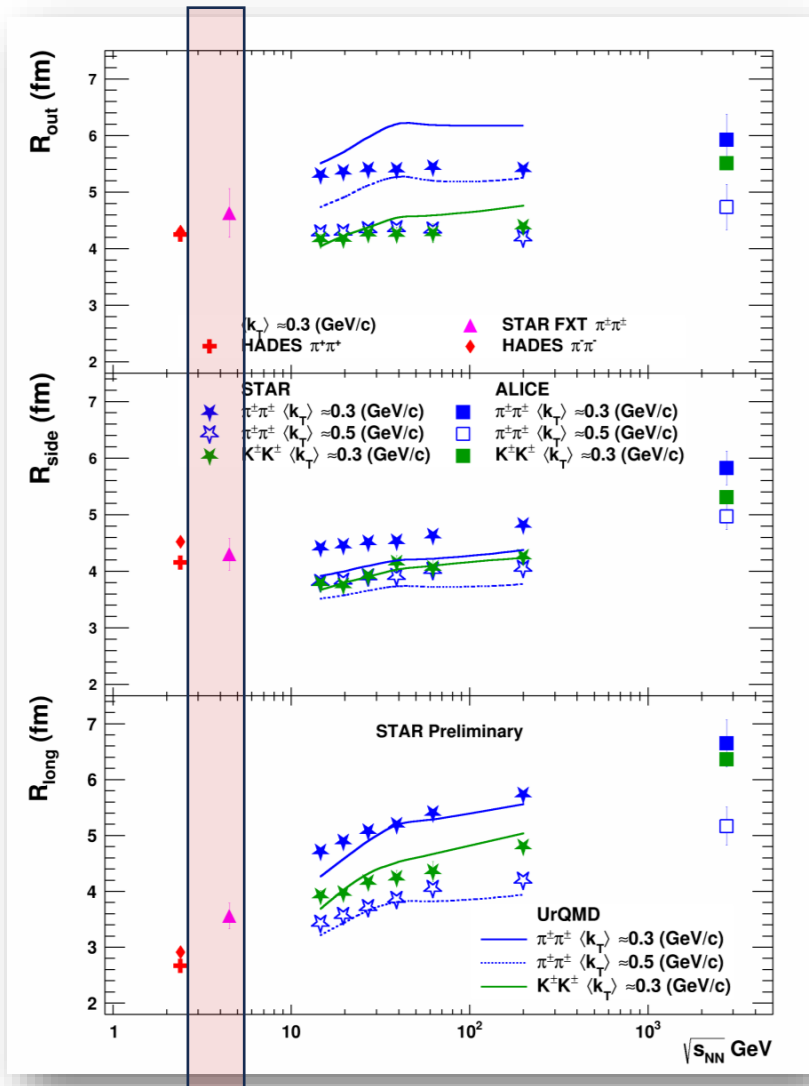 R_out (fm)
7
6
5
4
3
2
⟨k_T⟩ ≈0.3 (GeV/c)
HADES π⁺π⁺
STAR FXT π^±π^±
HADES π⁻π⁻
R_side (fm)
7
6
5
4
3
2
STAR
π^±π^± ⟨k_T⟩ ≈0.3 (GeV/c)
π^±π^± ⟨k_T⟩ ≈0.5 (GeV/c)
K^±K^± ⟨k_T⟩ ≈0.3 (GeV/c)
ALICE
π^±π^± ⟨k_T⟩ ≈0.3 (GeV/c)
π^±π^± ⟨k_T⟩ ≈0.5 (GeV/c)
K^±K^± ⟨k_T⟩ ≈0.3 (GeV/c)
R_long (fm)
7
6
5
4
3
2
STAR Preliminary
UrQMD
π^±π^± ⟨k_T⟩ ≈0.3 (GeV/c)
π^±π^± ⟨k_T⟩ ≈0.5 (GeV/c)
K^±K^± ⟨k_T⟩ ≈0.3 (GeV/c)
1 10 10² 10³
√s_NN GeV